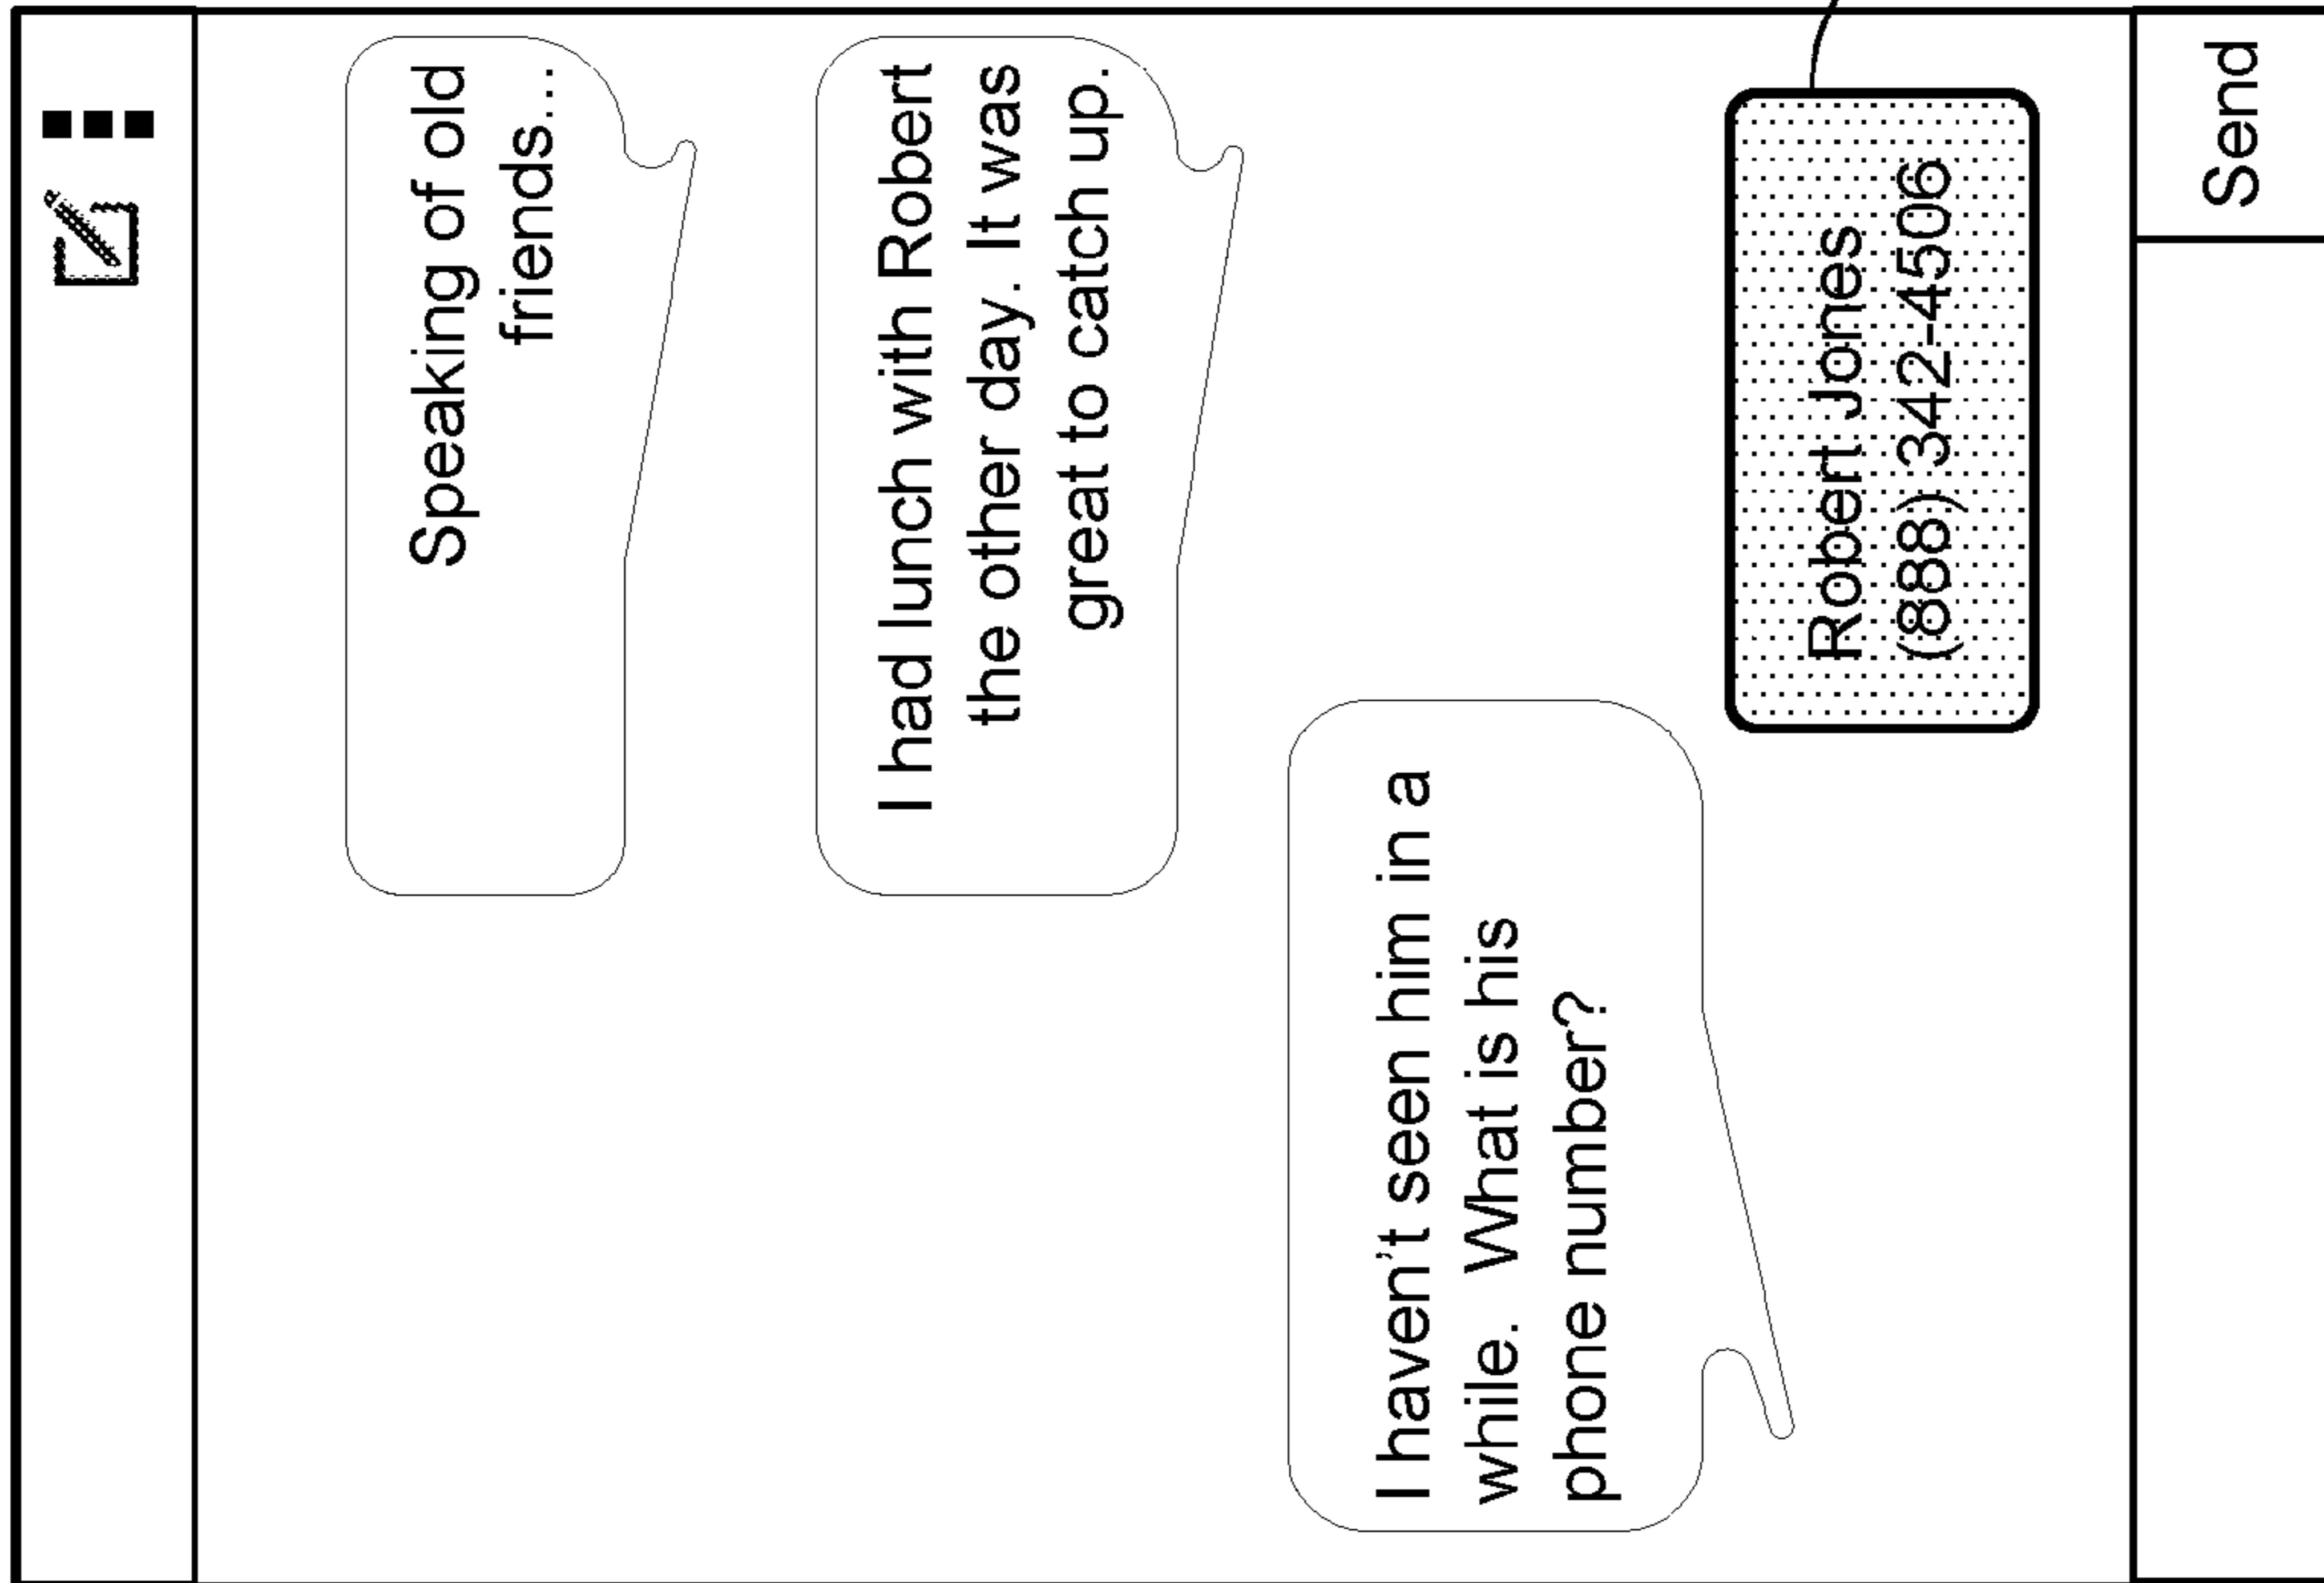 Speaking of old
friends...
I had lunch with Robert
the other day. It was
great to catch up.
I haven't seen him in a
while.  What is his
phone number?
Robert Jones
(888) 342-4506
Send